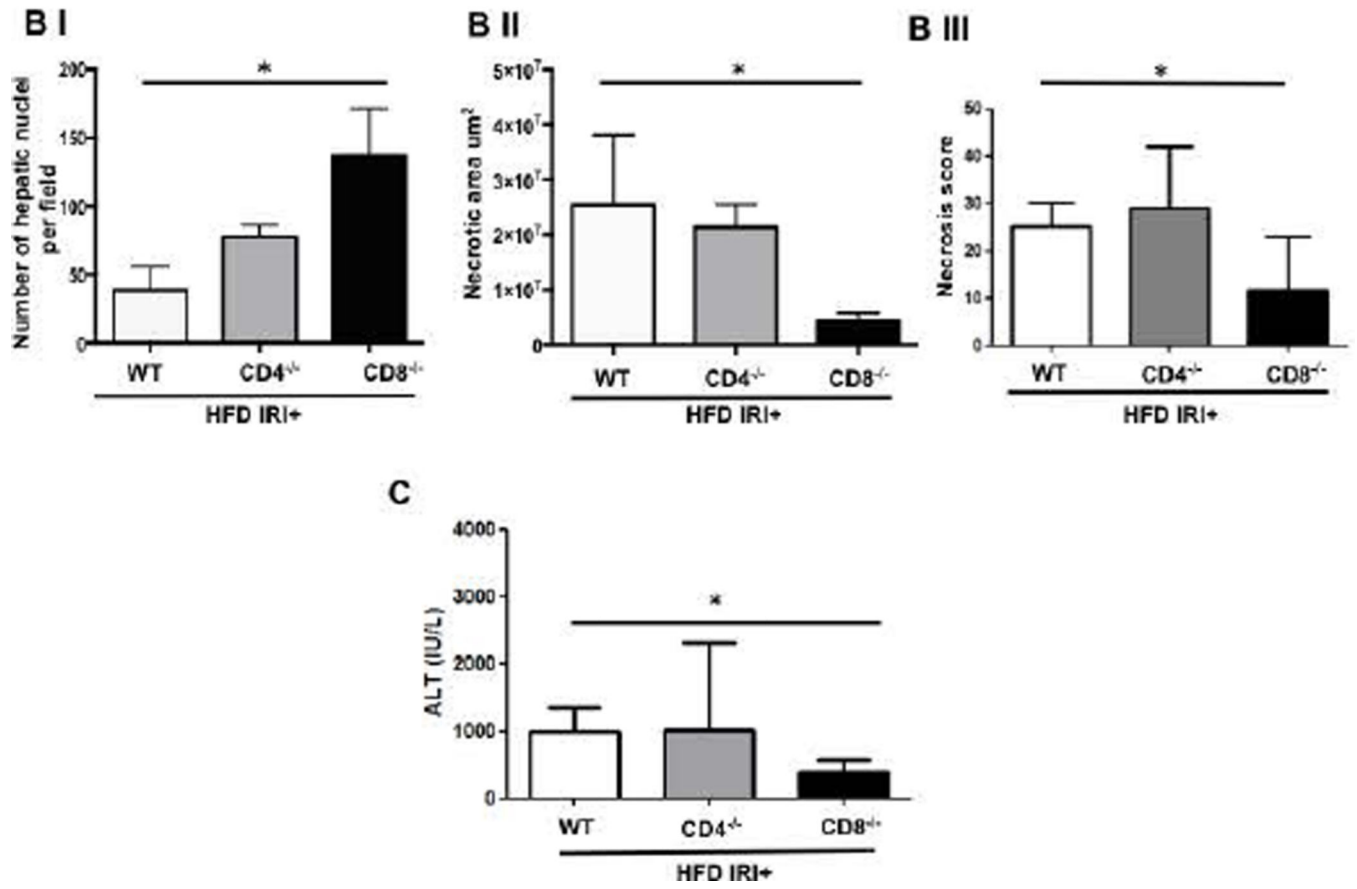 B I
B II
B III
Number of hepatic nuclei
per field
200
150
100
50
0
*
WT CD4-/- CD8-/-
HFD IRI+
Necrotic area um²
5×10⁷
4×10⁷
3×10⁷
2×10⁷
1×10⁷
0
*
WT CD4-/- CD8-/-
HFD IRI+
Necrosis score
50
40
30
20
10
0
*
WT CD4-/- CD8-/-
HFD IRI+
C
ALT (IU/L)
4000
3000
2000
1000
0
*
WT CD4-/- CD8-/-
HFD IRI+